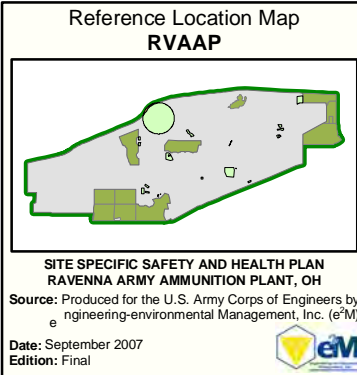 Reference Location Map
RVAAP
SITE SPECIFIC SAFETY AND HEALTH PLAN
RAVENNA ARMY AMMUNITION PLANT, OH
Source: Produced for the U.S. Army Corps of Engineers by
e ngineering-environmental Management, Inc. (e²M)
Date: September 2007
Edition: Final
e²M